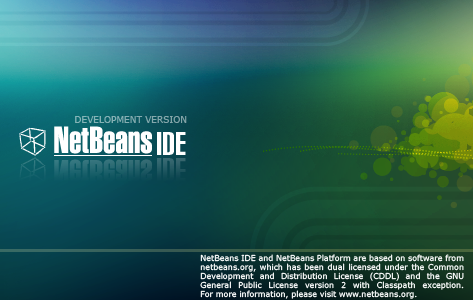 DEVELOPMENT VERSION
NetBeans IDE
NetBeans IDE and NetBeans Platform are based on software from
netbeans.org, which has been dual licensed under the Common
Development and Distribution License (CDDL) and the GNU
General Public License version 2 with Classpath exception.
For more information, please visit www.netbeans.org.